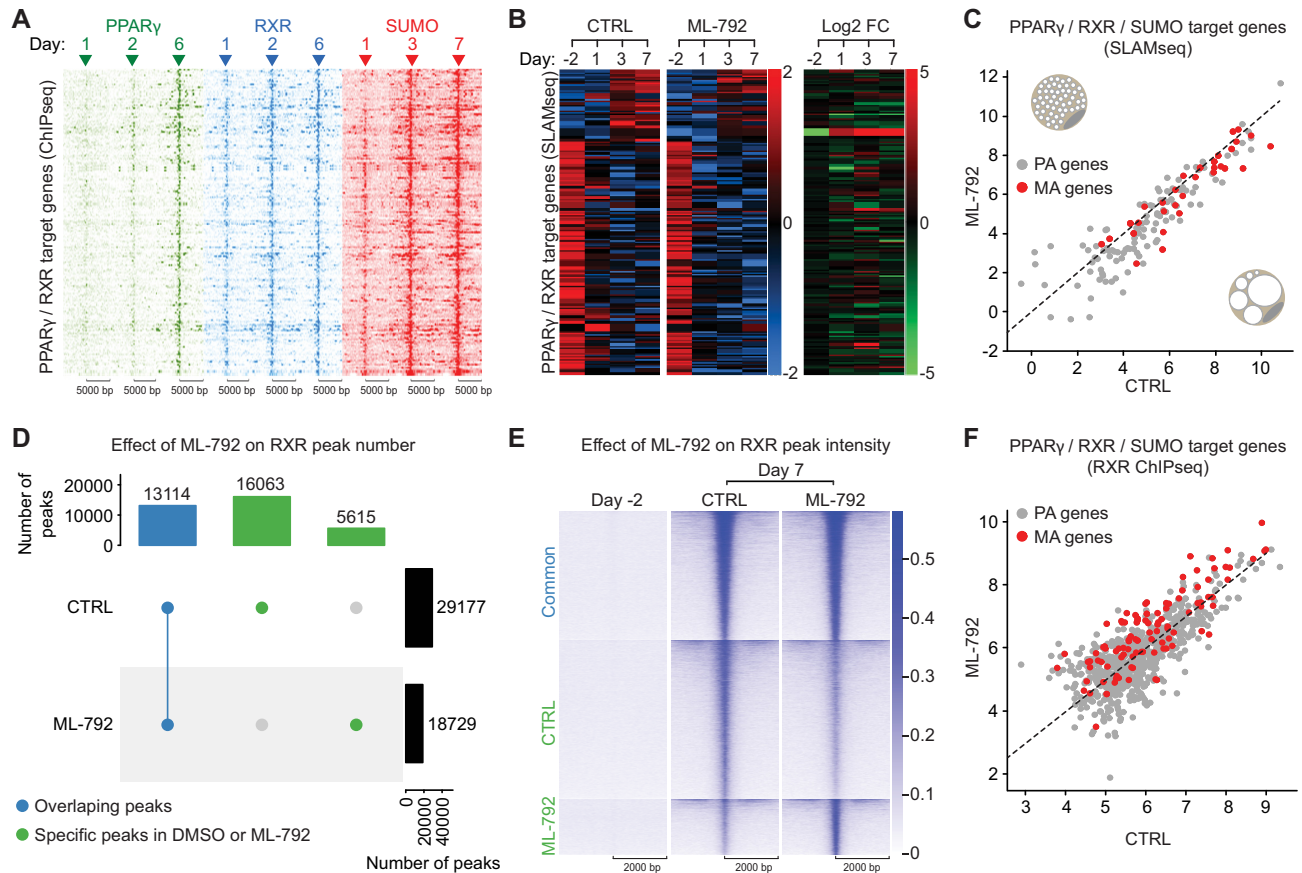 A
PPARγ RXR SUMO
Day: 1 2 6 1 2 6 1 3 7
PPARγ / RXR target genes (ChIPseq)
5000 bp 5000 bp 5000 bp 5000 bp 5000 bp 5000 bp 5000 bp 5000 bp 5000 bp
B
CTRL ML-792 Log2 FC
Day: -2 1 3 7 -2 1 3 7 -2 1 3 7
PPARγ / RXR target genes (SLAMseq)
2
0
-2
5
0
-5
C
PPARγ / RXR / SUMO target genes
(SLAMseq)
12
10
8
6
4
2
0
-2
ML-792
PA genes
MA genes
0 2 4 6 8 10
CTRL
D
Effect of ML-792 on RXR peak number
Number of
peaks
20000
10000
0
13114
16063
5615
CTRL
29177
ML-792
18729
0
20000
40000
Number of peaks
Overlaping peaks
Specific peaks in DMSO or ML-792
E
Effect of ML-792 on RXR peak intensity
Day 7
Day -2 CTRL ML-792
Common
CTRL
ML-792
2000 bp 2000 bp 2000 bp
0.5
0.4
0.3
0.2
0.1
0
F
PPARγ / RXR / SUMO target genes
(RXR ChIPseq)
10
8
6
4
2
ML-792
PA genes
MA genes
3 4 5 6 7 8 9
CTRL